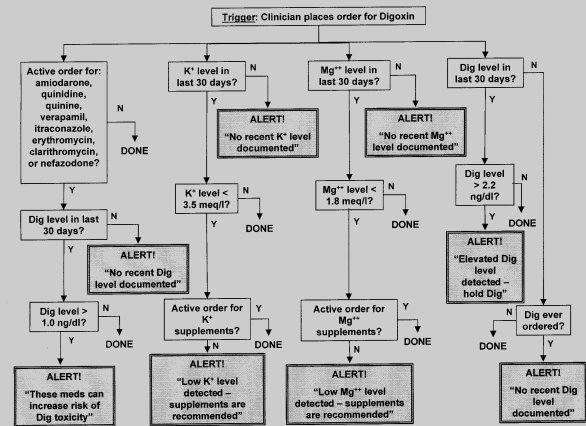 Trigger: Clinician places order for Digoxin
Active order for:
amiodarone,
quinidine,
quinine,
verapamil,
itraconazole,
erythromycin,
clarithromycin,
or nefazodone?
N
DONE
Y
Dig level in last
30 days?
N
ALERT!
“No recent Dig
level documented”
Y
Dig level >
1.0 ng/dl?
N
DONE
Y
ALERT!
“These meds can
increase risk of
Dig toxicity”
K⁺ level in
last 30 days?
N
ALERT!
“No recent K⁺ level
documented”
Y
K⁺ level <
3.5 meq/l?
N
DONE
Y
Active order for
K⁺
supplements?
Y
DONE
N
ALERT!
“Low K⁺ level
detected –
supplements are
recommended”
Mg⁺⁺ level in
last 30 days?
N
ALERT!
“No recent Mg⁺⁺
level documented”
Y
Mg⁺⁺ level <
1.8 meq/l?
N
DONE
Y
Active order for
Mg⁺⁺
supplements?
Y
DONE
N
ALERT!
“Low Mg⁺⁺ level
detected – supplements
are recommended”
Dig level in
last 30 days?
N
Y
Dig level
> 2.2
ng/dl?
N
DONE
Y
ALERT!
“Elevated Dig
level
detected –
hold Dig”
Dig ever
ordered?
N
DONE
Y
ALERT!
“No recent Dig
level
documented”